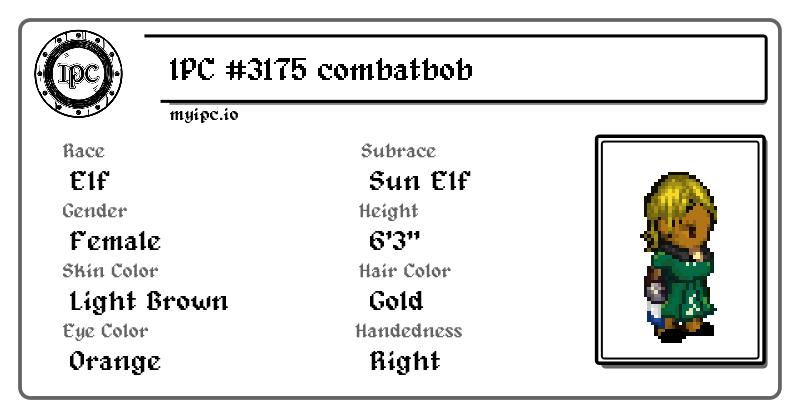 IPC
IPC #3175 combatbob
myipc.io
Race
Elf
Subrace
Sun Elf
Gender
Female
Height
6'3"
Skin Color
Light Brown
Hair Color
Gold
Eye Color
Orange
Handedness
Right